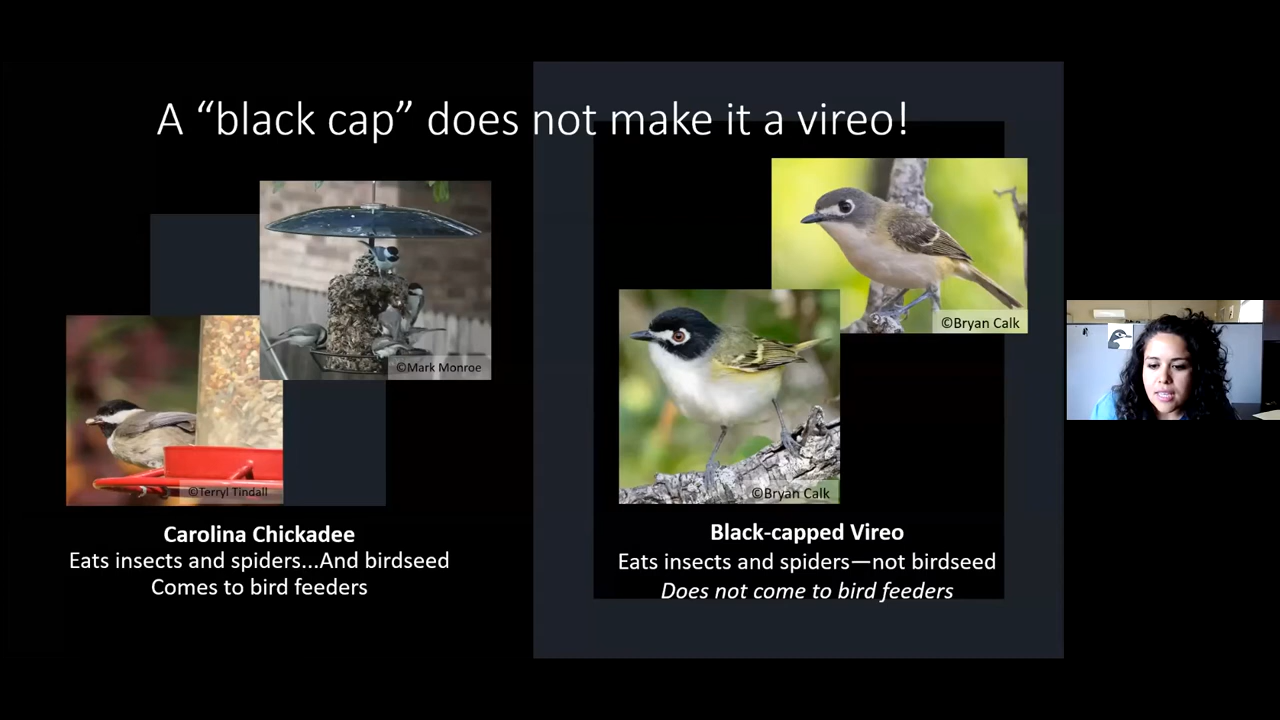 A “black cap” does not make it a vireo!
©Mark Monroe
©Terryl Tindall
Carolina Chickadee
Eats insects and spiders...And birdseed
Comes to bird feeders
©Bryan Calk
©Bryan Calk
Black-capped Vireo
Eats insects and spiders—not birdseed
Does not come to bird feeders